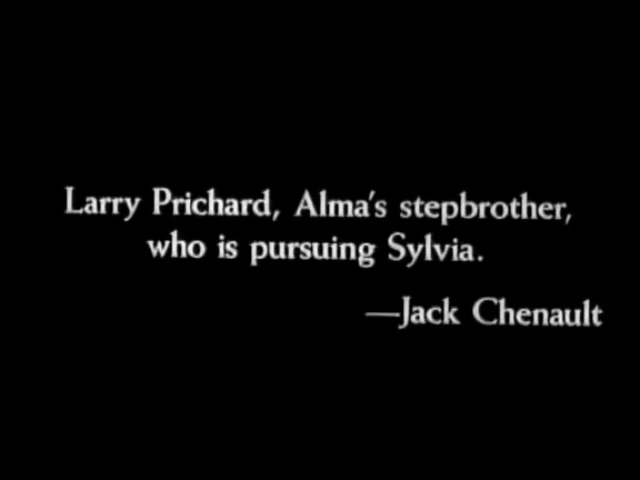 Larry Prichard, Alma's stepbrother,
who is pursuing Sylvia.
—Jack Chenault